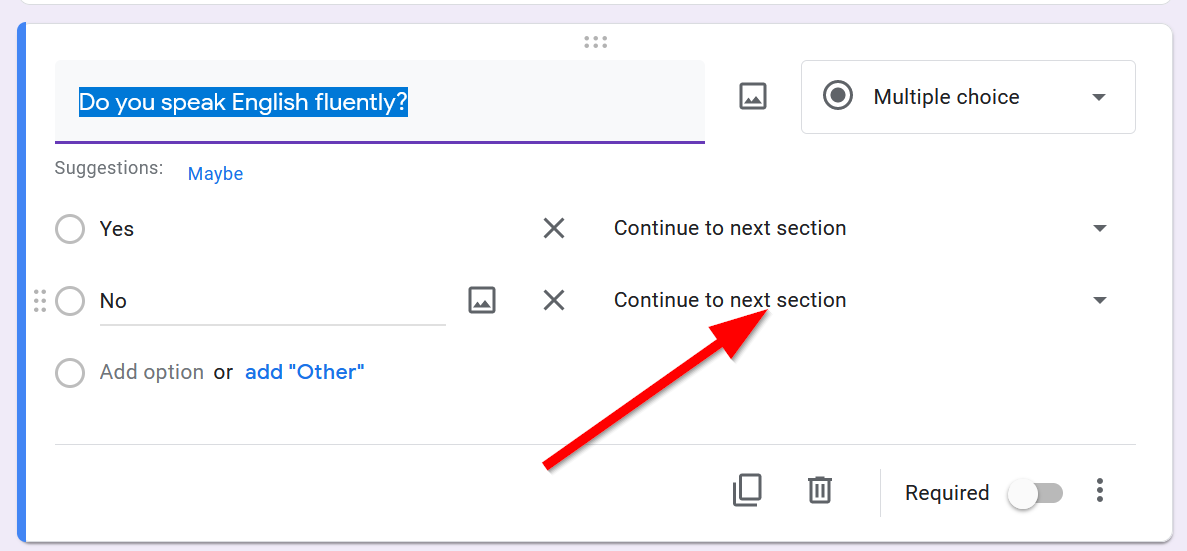 Do you speak English fluently?
Multiple choice
Suggestions: Maybe
Yes Continue to next section
No Continue to next section
Add option or add "Other"
Required